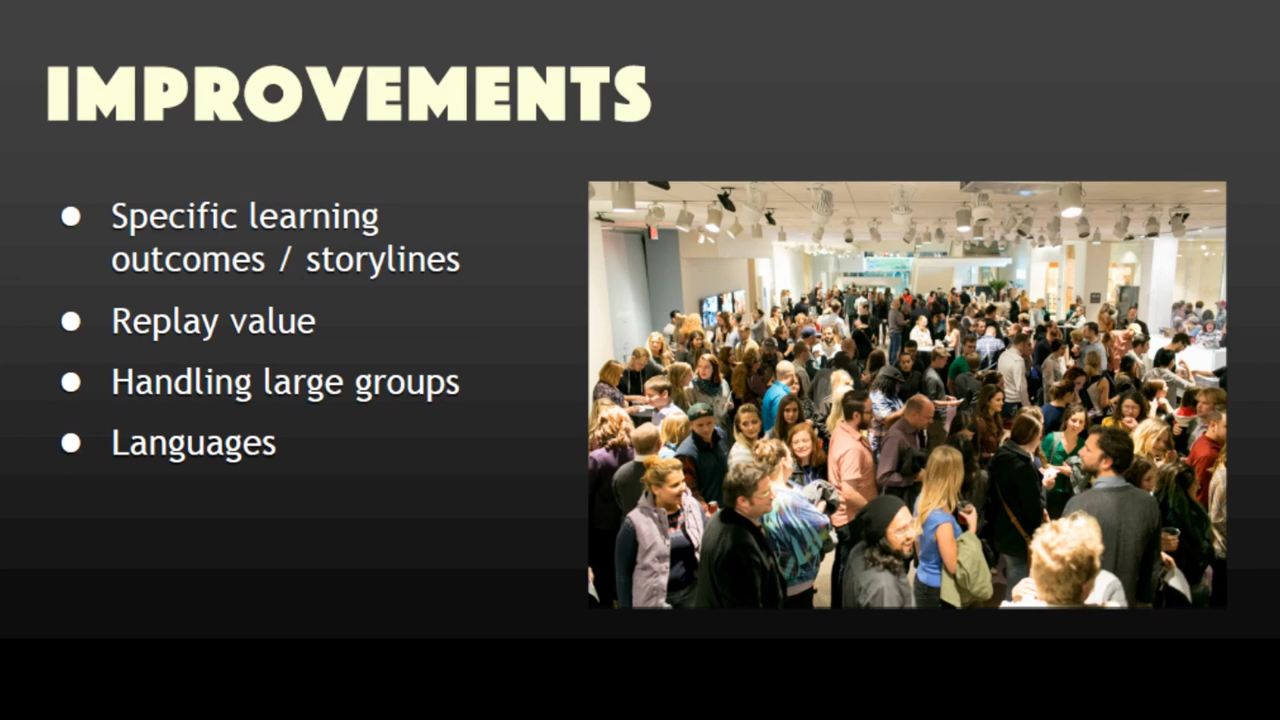 IMPROVEMENTS
● Specific learning
outcomes / storylines
● Replay value
● Handling large groups
● Languages